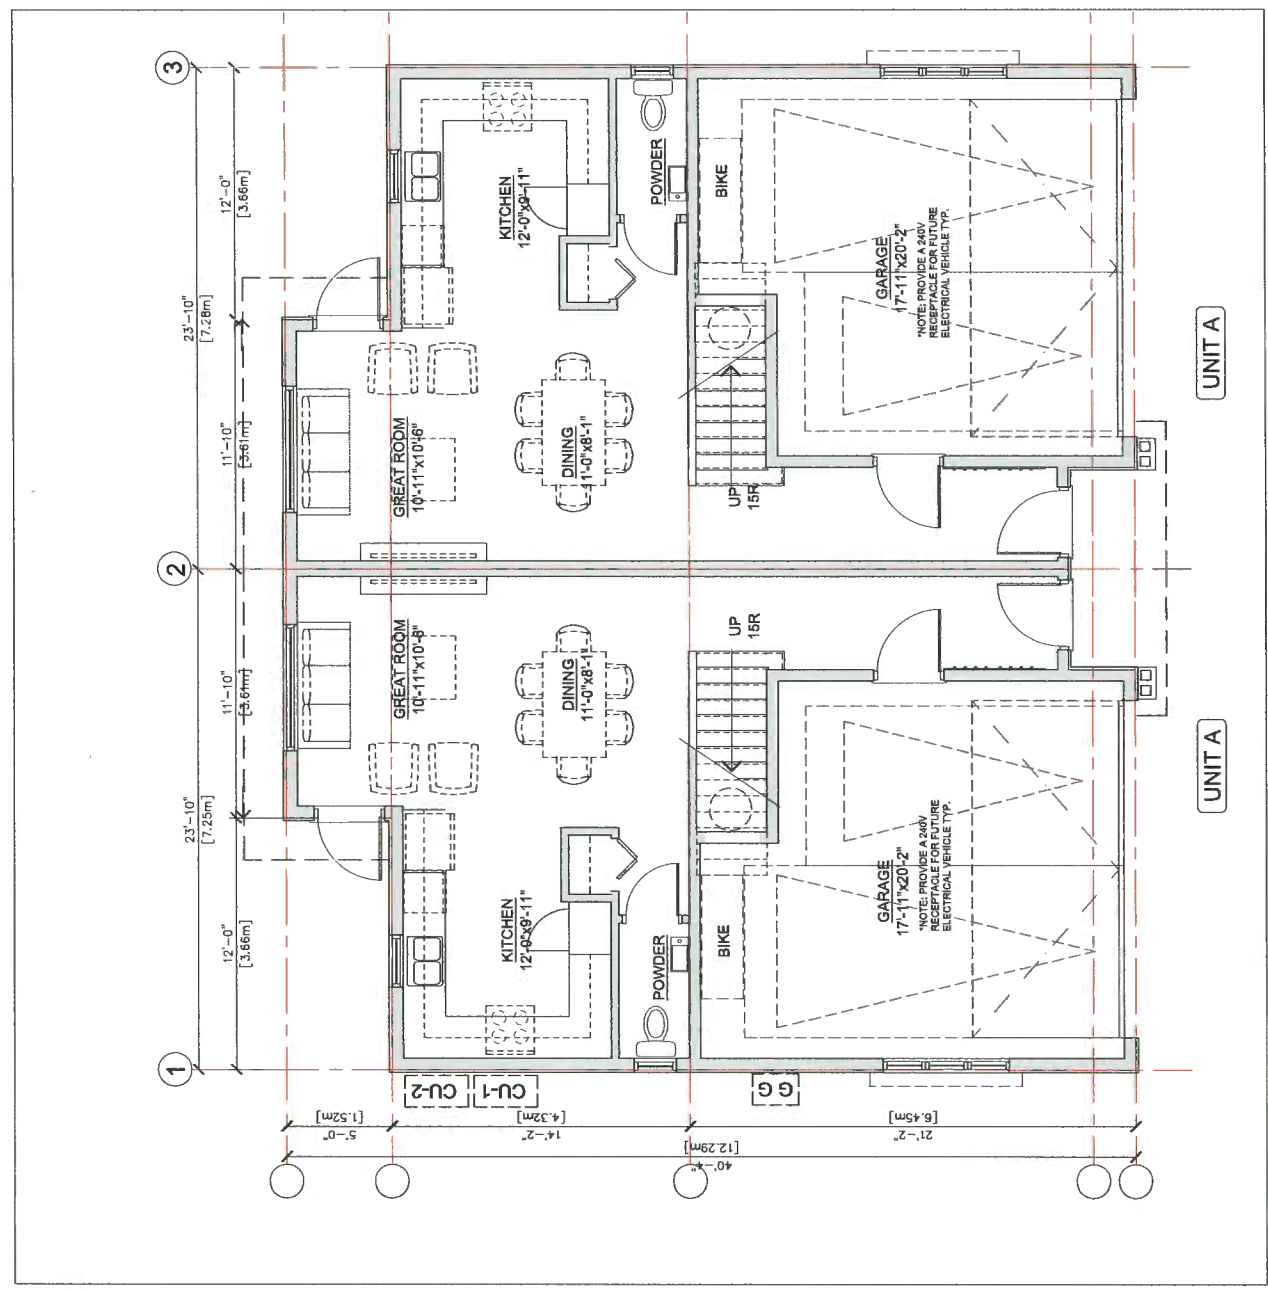 3
2
1
23'-10"
[7.28m]
12'-0"
[3.66m]
11'-10"
[3.61m]
11'-10"
[3.61m]
23'-10"
[7.25m]
12'-0"
[3.66m]
KITCHEN
12'-0"x9'-11"
POWDER
BIKE
GARAGE
17'-11"x20'-2"
*NOTE: PROVIDE A 240V
RECEPTACLE FOR FUTURE
ELECTRICAL VEHICLE TYP.
UNIT A
GREAT ROOM
10'-11"x10'-6"
DINING
11'-0"x8'-1"
UP
15R
GREAT ROOM
10'-11"x10'-6"
DINING
11'-0"x8'-1"
UP
15R
KITCHEN
12'-0"x9'-11"
POWDER
BIKE
GARAGE
17'-11"x20'-2"
*NOTE: PROVIDE A 240V
RECEPTACLE FOR FUTURE
ELECTRICAL VEHICLE TYP.
UNIT A
CU-2
CU-1
G G
5'-0"
[1.52m]
14'-2"
[4.32m]
21'-2"
[6.45m]
40'-4"
[12.29m]